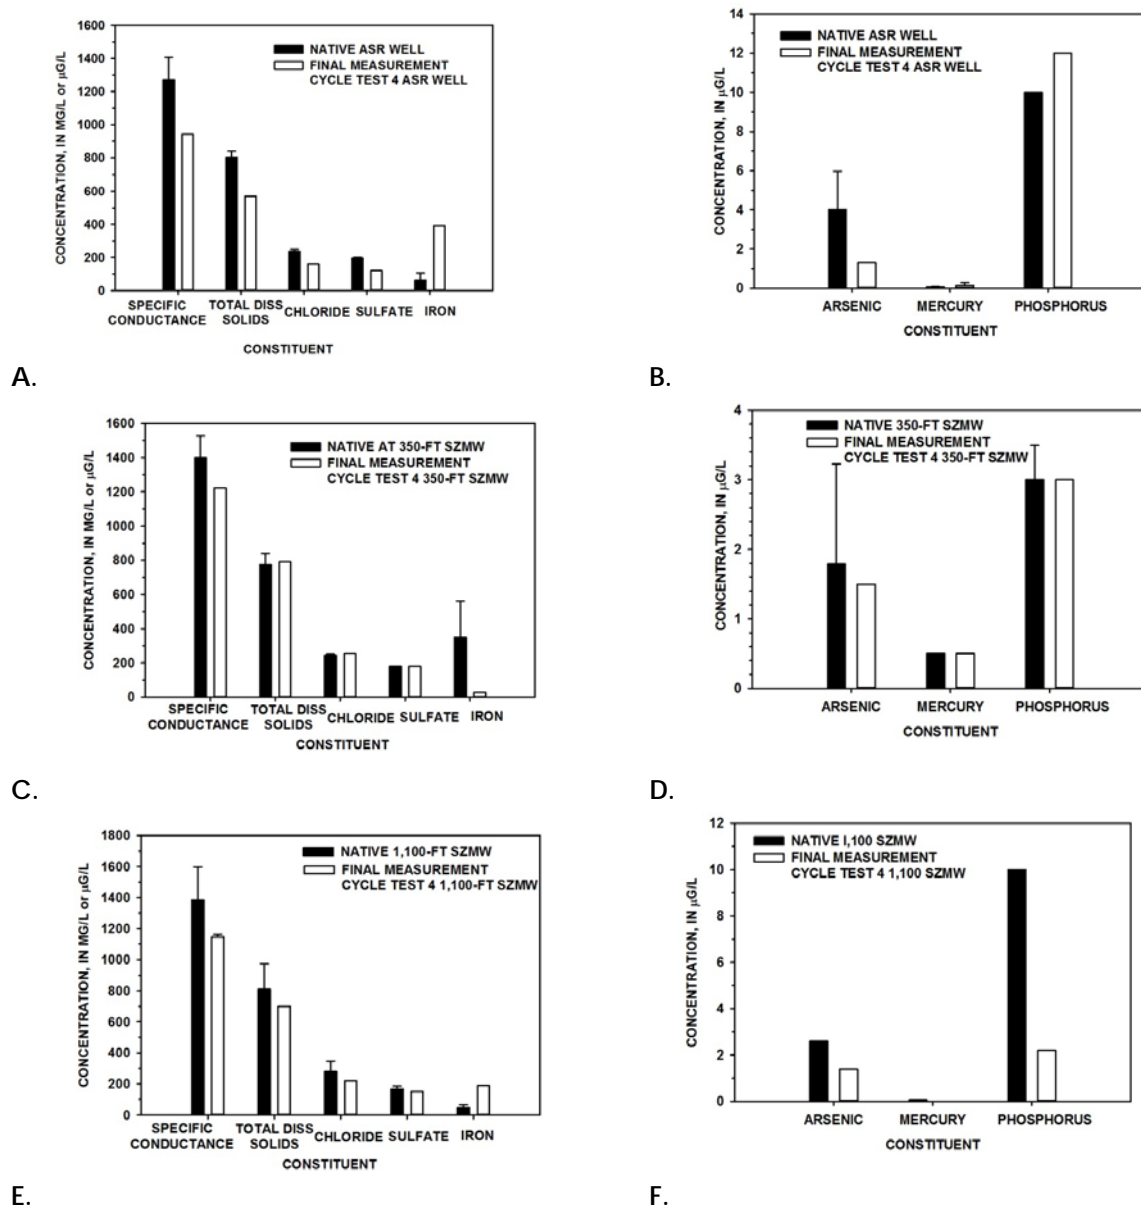 1600
1400
1200
1000
800
600
400
200
0
CONCENTRATION, IN MG/L or µG/L
NATIVE ASR WELL
FINAL MEASUREMENT
CYCLE TEST 4 ASR WELL
SPECIFIC
CONDUCTANCE
TOTAL DISS
SOLIDS
CHLORIDE
SULFATE
IRON
CONSTITUENT
A.
14
12
10
8
6
4
2
0
CONCENTRATION, IN µG/L
NATIVE ASR WELL
FINAL MEASUREMENT
CYCLE TEST 4 ASR WELL
ARSENIC
MERCURY
PHOSPHORUS
CONSTITUENT
B.
1600
1400
1200
1000
800
600
400
200
0
CONCENTRATION, IN MG/L or µG/L
NATIVE AT 350-FT SZMW
FINAL MEASUREMENT
CYCLE TEST 4 350-FT SZMW
SPECIFIC
CONDUCTANCE
TOTAL DISS
SOLIDS
CHLORIDE
SULFATE
IRON
CONSTITUENT
C.
4
3
2
1
0
CONCENTRATION, IN µG/L
NATIVE 350-FT SZMW
FINAL MEASUREMENT
CYCLE TEST 4 350-FT SZMW
ARSENIC
MERCURY
PHOSPHORUS
CONSTITUENT
D.
1800
1600
1400
1200
1000
800
600
400
200
0
CONCENTRATION, IN MG/L or µG/L
NATIVE 1,100-FT SZMW
FINAL MEASUREMENT
CYCLE TEST 4 1,100-FT SZMW
SPECIFIC
CONDUCTANCE
TOTAL DISS
SOLIDS
CHLORIDE
SULFATE
IRON
CONSTITUENT
E.
12
10
8
6
4
2
0
CONCENTRATION, IN µG/L
NATIVE I,100 SZMW
FINAL MEASUREMENT
CYCLE TEST 4 1,100 SZMW
ARSENIC
MERCURY
PHOSPHORUS
CONSTITUENT
F.